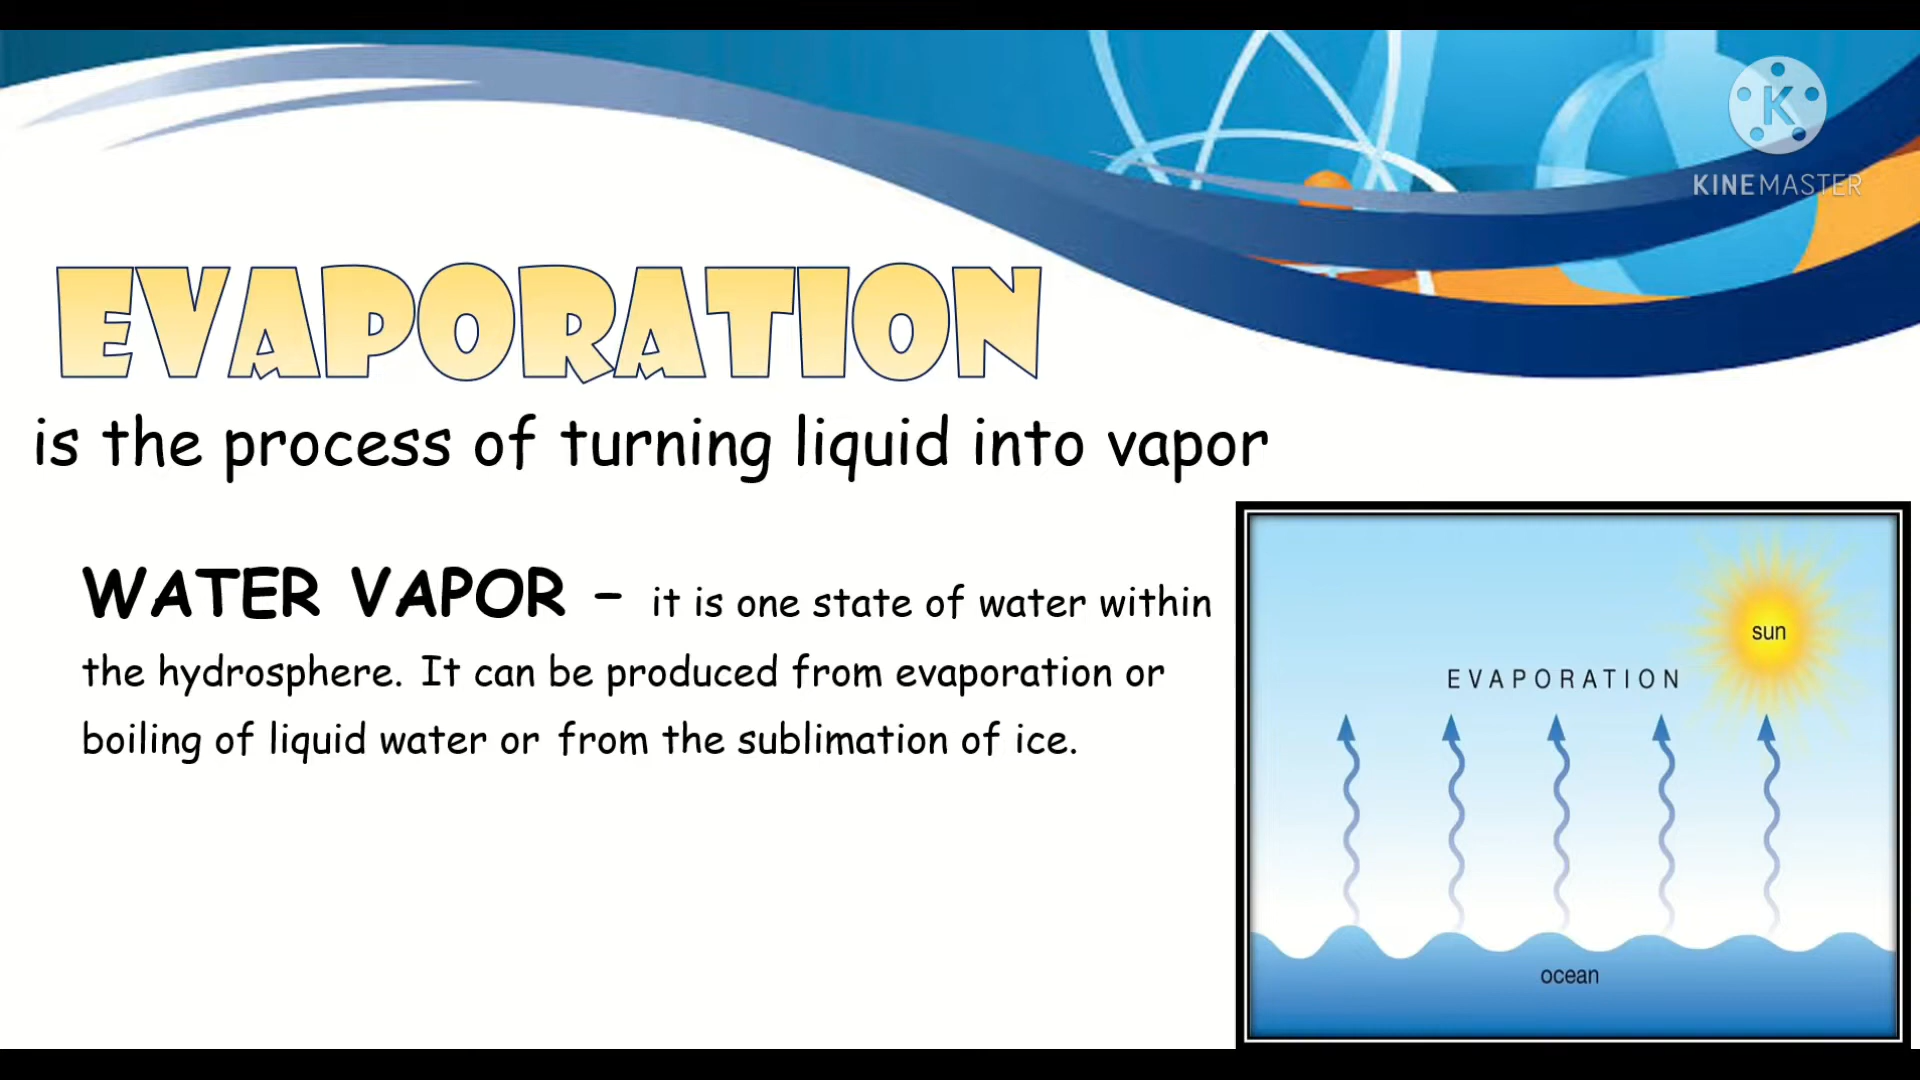 K
KINEMASTER
EVAPORATION
is the process of turning liquid into vapor
WATER VAPOR – it is one state of water within
the hydrosphere. It can be produced from evaporation or
boiling of liquid water or from the sublimation of ice.
sun
EVAPORATION
ocean